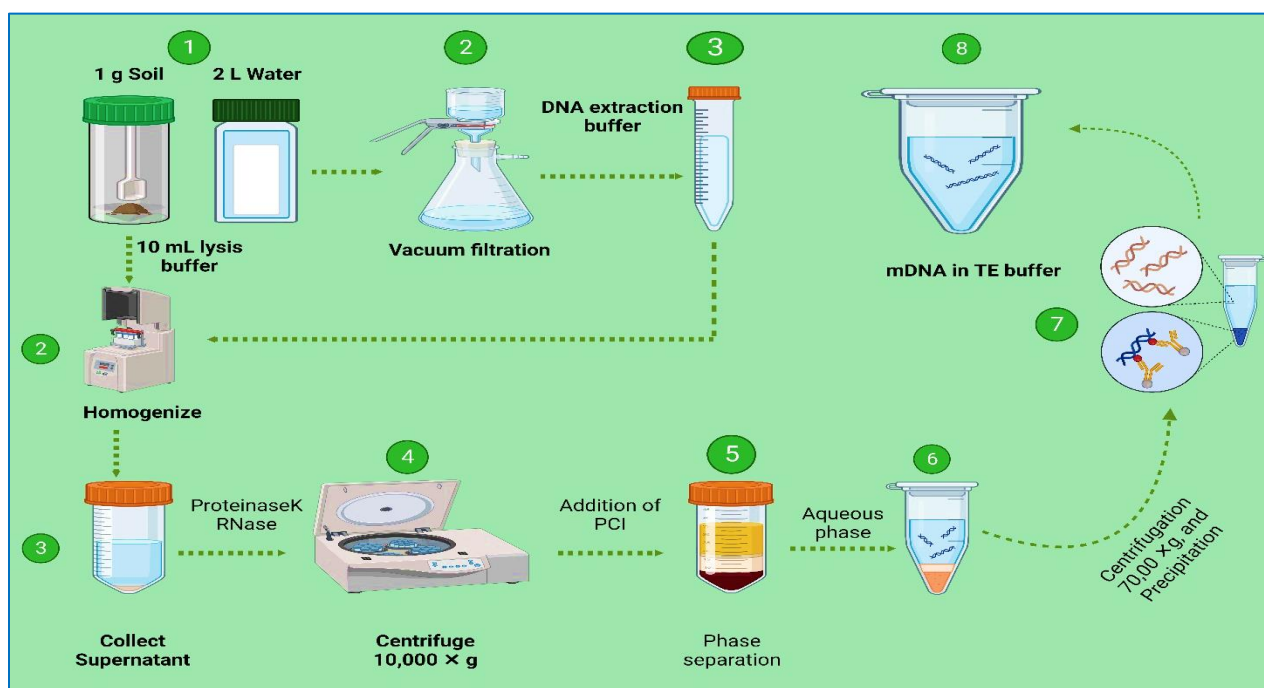 1
1 g Soil
2 L Water
2
Vacuum filtration
3
DNA extraction
buffer
8
mDNA in TE buffer
10 mL lysis
buffer
2
Homogenize
7
3
Collect
Supernatant
ProteinaseK
RNase
4
Centrifuge
10,000 × g
Addition of
PCI
5
Phase
separation
Aqueous
phase
6
Centrifugation
70,00 ×g, and
Precipitation